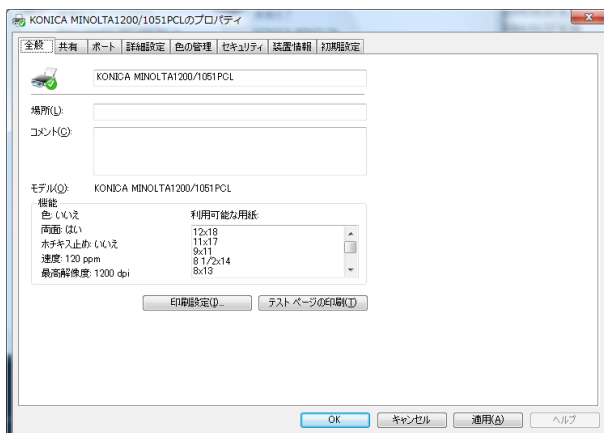 KONICA MINOLTA1200/1051PCLのプロパティ
全般 共有 ポート 詳細設定 色の管理 セキュリティ 装置情報 初期設定
KONICA MINOLTA1200/1051PCL
場所(L):
コメント(C):
モデル(O): KONICA MINOLTA1200/1051PCL
機能
色: いいえ
両面: はい
ホチキス止め: いいえ
速度: 120 ppm
最高解像度: 1200 dpi
利用可能な用紙:
12x18
11x17
9x11
8 1/2x14
8x13
印刷設定(I)... テスト ページの印刷(T)
OK キャンセル 適用(A) ヘルプ